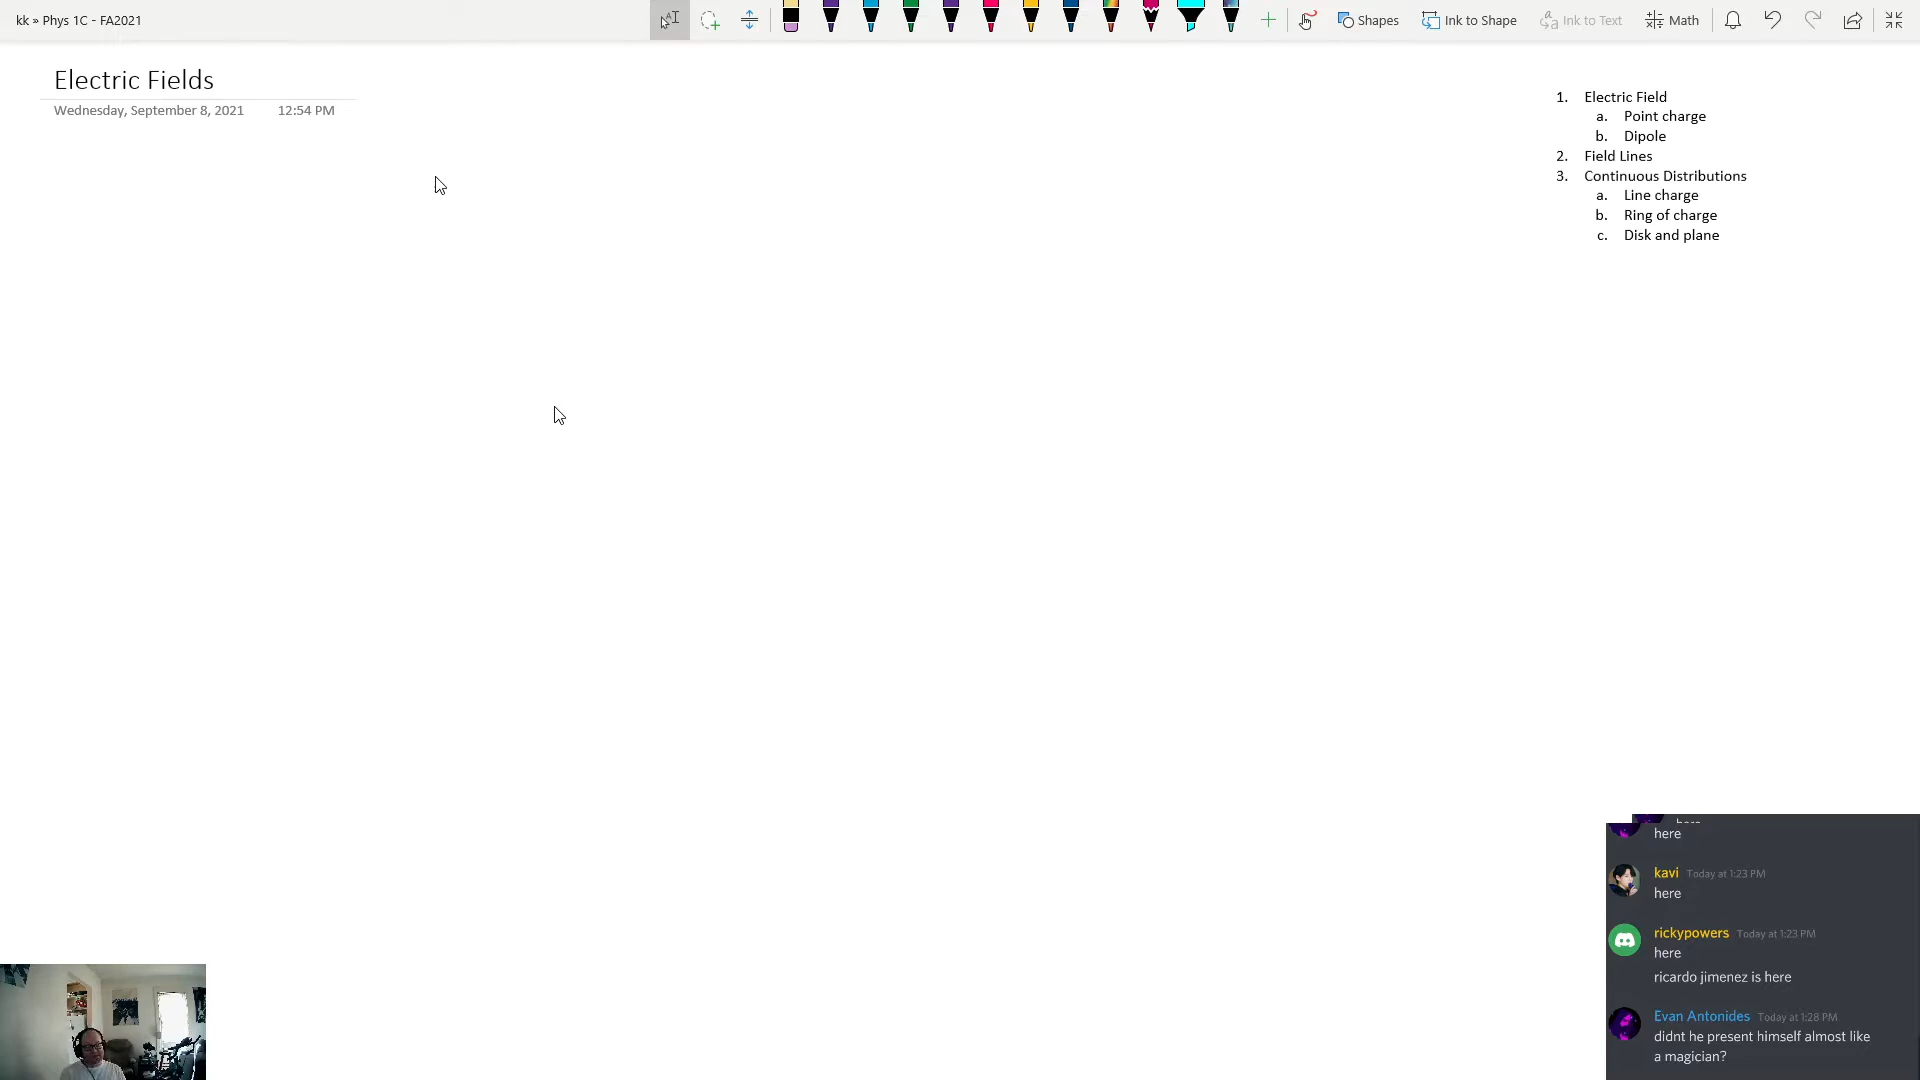 kk » Phys 1C - FA2021
Shapes
Ink to Shape
Ink to Text
Math
Electric Fields
Wednesday, September 8, 2021 12:54 PM
1. Electric Field
a. Point charge
b. Dipole
2. Field Lines
3. Continuous Distributions
a. Line charge
b. Ring of charge
c. Disk and plane
here
here
kavi Today at 1:23 PM
here
rickypowers Today at 1:23 PM
here
ricardo jimenez is here
Evan Antonides Today at 1:28 PM
didnt he present himself almost like
a magician?